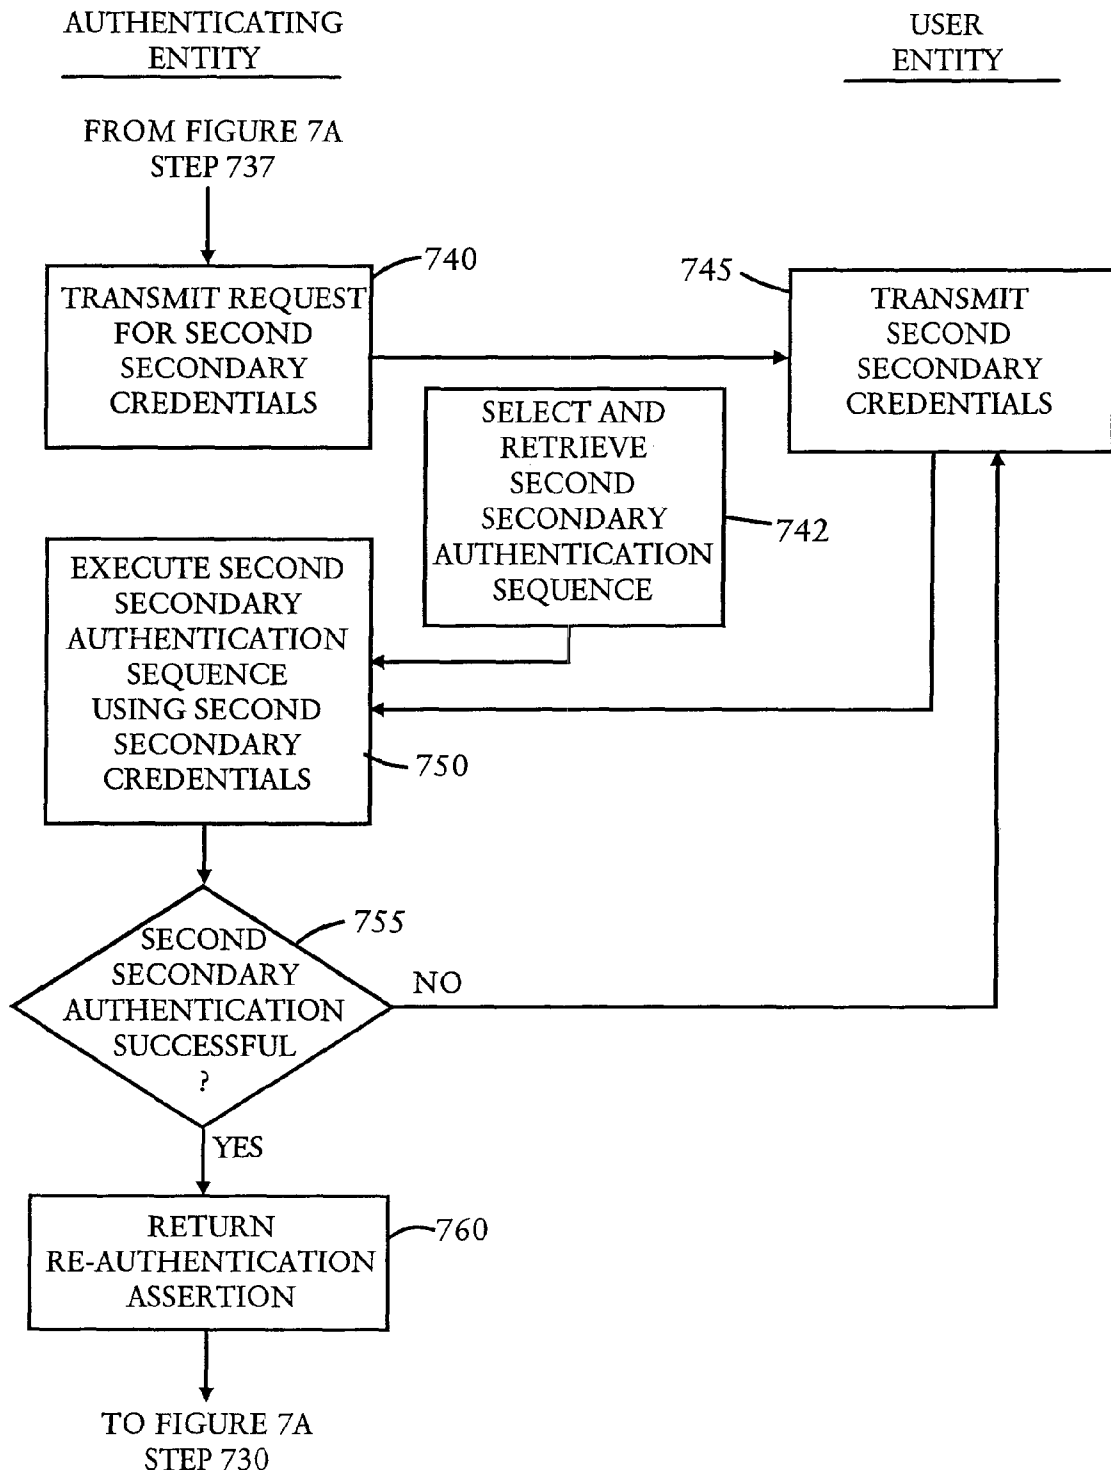 AUTHENTICATING
ENTITY
USER
ENTITY
FROM FIGURE 7A
STEP 737
740
TRANSMIT REQUEST
FOR SECOND
SECONDARY
CREDENTIALS
745
TRANSMIT
SECOND
SECONDARY
CREDENTIALS
SELECT AND
RETRIEVE
SECOND
SECONDARY
AUTHENTICATION
SEQUENCE
742
EXECUTE SECOND
SECONDARY
AUTHENTICATION
SEQUENCE
USING SECOND
SECONDARY
CREDENTIALS
750
755
SECOND
SECONDARY
AUTHENTICATION
SUCCESSFUL
?
NO
YES
RETURN
RE-AUTHENTICATION
ASSERTION
760
TO FIGURE 7A
STEP 730